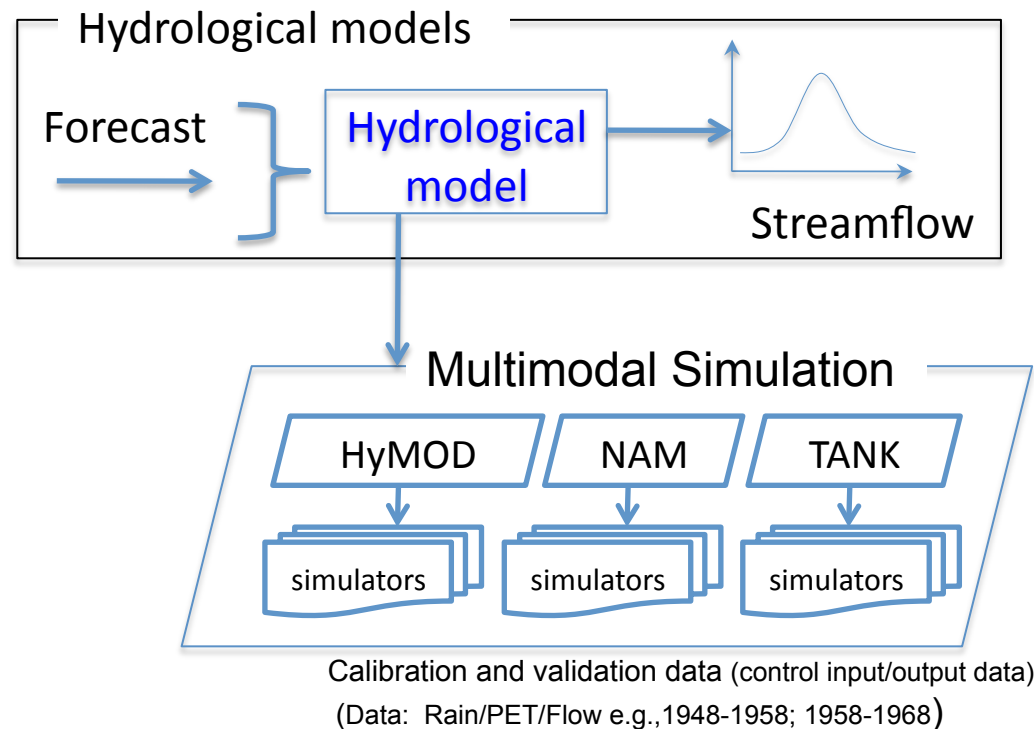 Hydrological models
Forecast
Hydrological
model
Streamflow
Multimodal Simulation
HyMOD
NAM
TANK
simulators
simulators
simulators
Calibration and validation data (control input/output data)
(Data:  Rain/PET/Flow e.g.,1948-1958; 1958-1968)